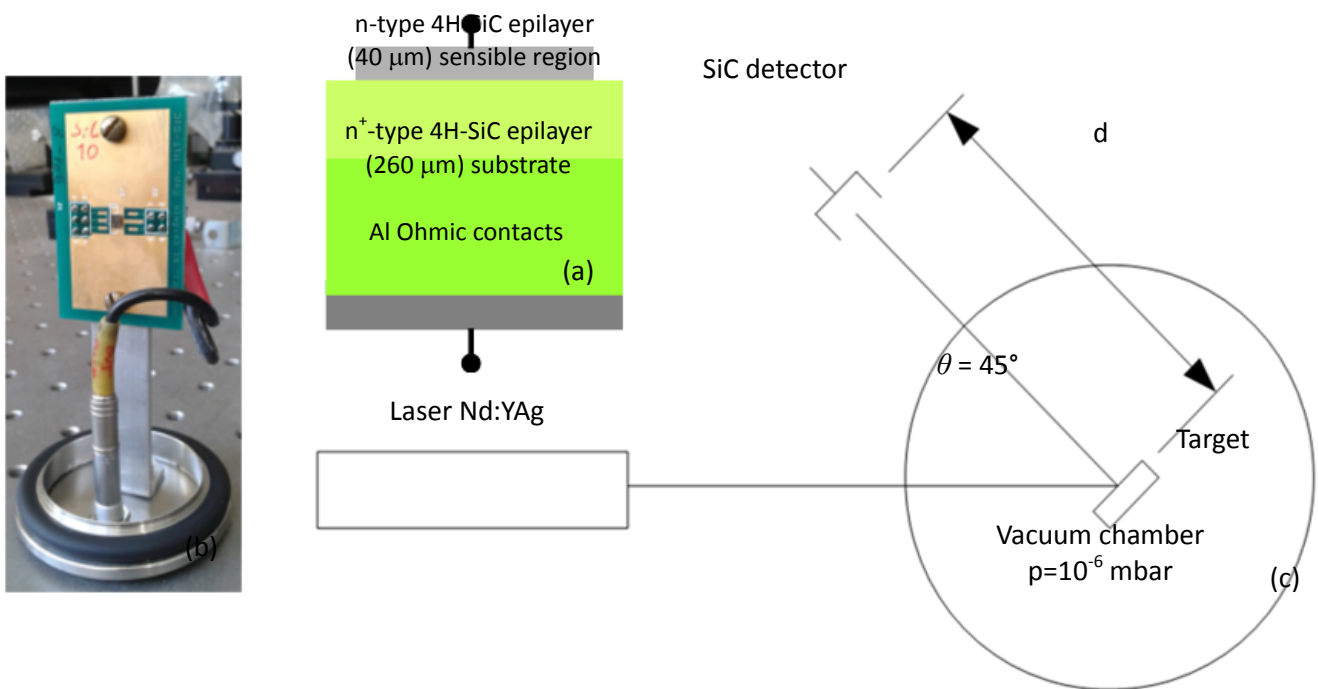 n-type 4H-SiC epilayer
(40 μm) sensible region
n⁺-type 4H-SiC epilayer
(260 μm) substrate
Al Ohmic contacts
(a)
SiC
10
(b)
Laser Nd:YAg
SiC detector
d
θ = 45°
Target
Vacuum chamber
p=10⁻⁶ mbar
(c)